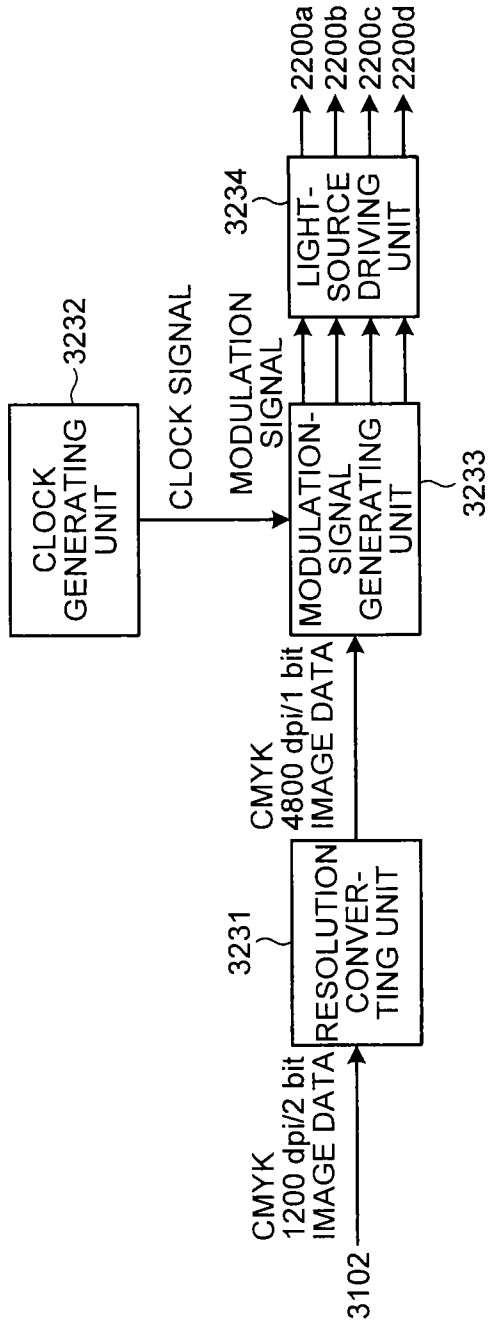 3102
CMYK
1200 dpi/2 bit
IMAGE DATA
3231
RESOLUTION
CONVER-
TING UNIT
CMYK
4800 dpi/1 bit
IMAGE DATA
CLOCK
GENERATING
UNIT
3232
CLOCK SIGNAL
MODULATION-
SIGNAL
GENERATING
UNIT
3233
MODULATION
SIGNAL
3234
LIGHT-
SOURCE
DRIVING
UNIT
2200a
2200b
2200c
2200d